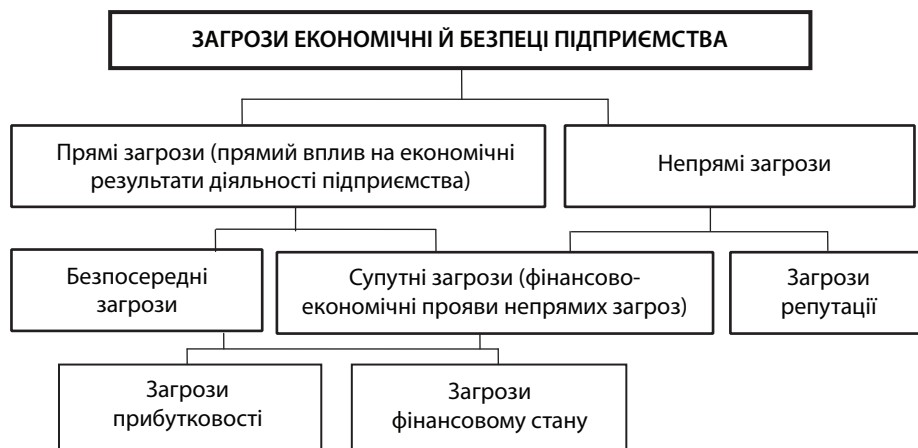 ЗАГРОЗИ ЕКОНОМІЧНІ Й БЕЗПЕЦІ ПІДПРИЄМСТВА
Прямі загрози (прямий вплив на економічні
результати діяльності підприємства)
Непрямі загрози
Безпосередні
загрози
Супутні загрози (фінансово-
економічні прояви непрямих загроз)
Загрози
репутації
Загрози
прибутковості
Загрози
фінансовому стану